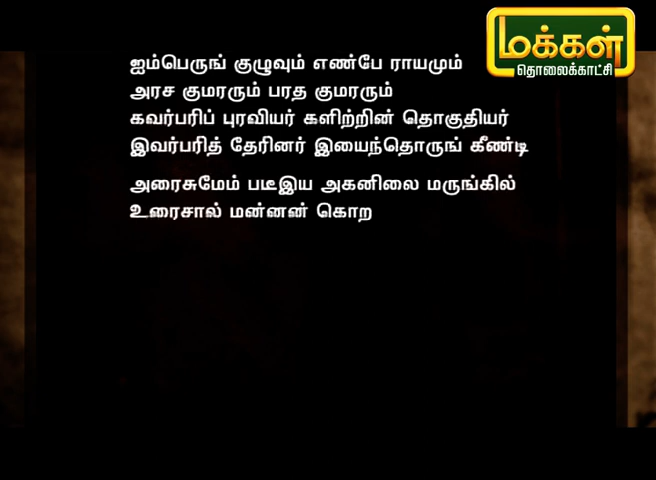 மக்கள்
தொலைக்காட்சி
ஐம்பெருங் குழுவும் எண்பே ராயமும்
அரச குமரரும் பரத குமரரும்
கவர்பரிப் புரவியர் களிற்றின் தொகுதியர்
இவர்பரித் தேரினர் இயைந்தொருங் கீண்டி
அரைசுமேம் படீஇய அகனிலை மருங்கில்
உரைசால் மன்னன் கொற